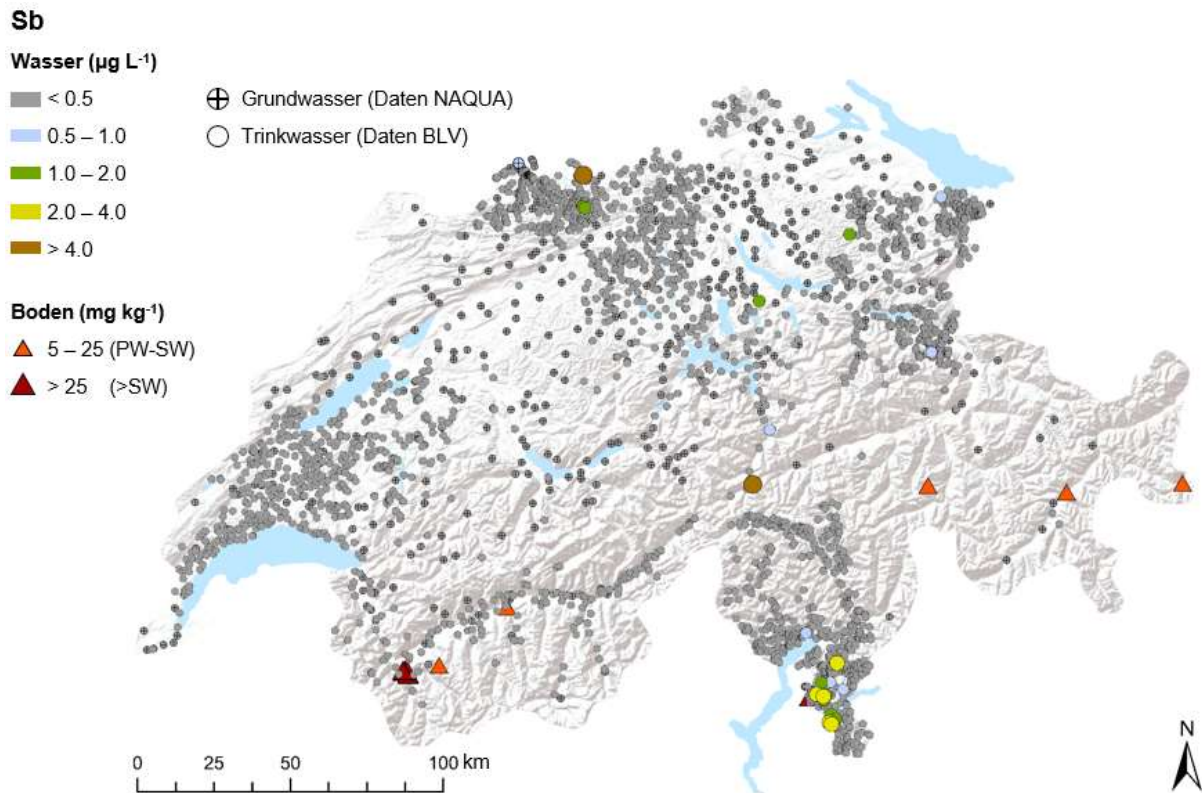 Sb
Wasser (µg L⁻¹)
< 0.5
0.5 – 1.0
1.0 – 2.0
2.0 – 4.0
> 4.0
Grundwasser (Daten NAQUA)
Trinkwasser (Daten BLV)
Boden (mg kg⁻¹)
5 – 25 (PW-SW)
> 25 (>SW)
0 25 50 100 km
N